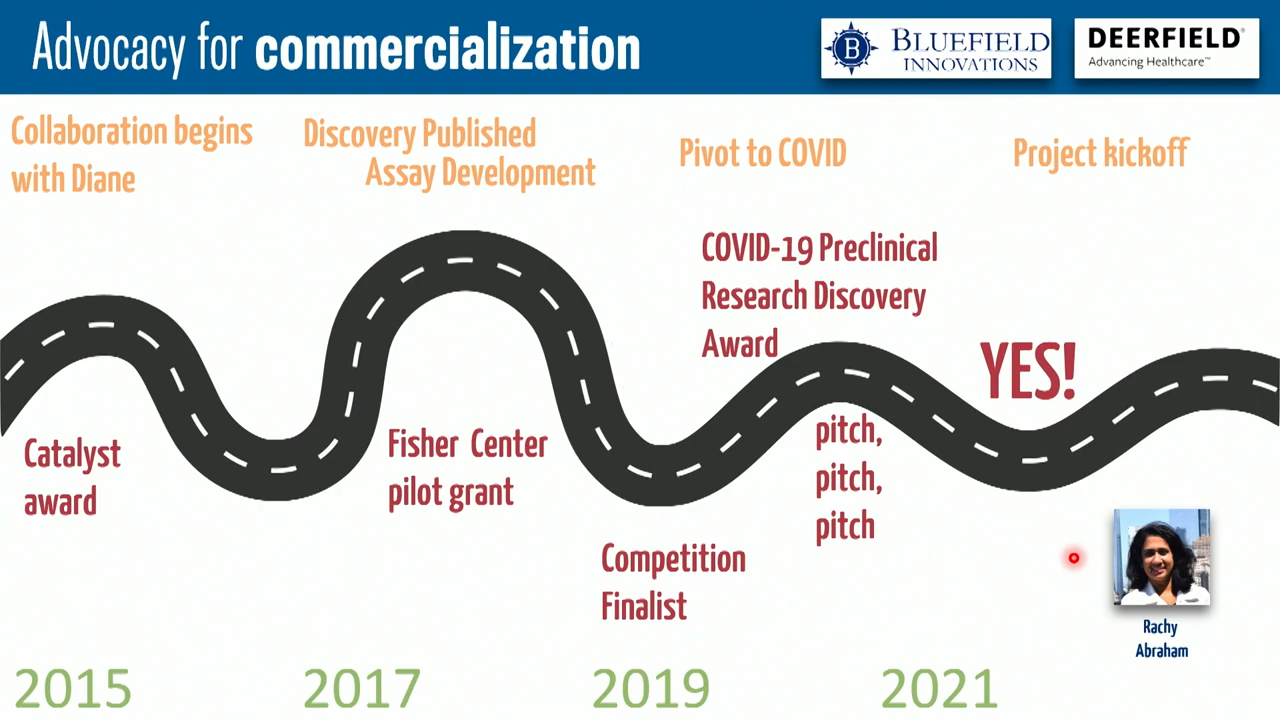 Advocacy for commercialization
B
BLUEFIELD
INNOVATIONS
DEERFIELD®
Advancing Healthcare™
Collaboration begins
with Diane
Discovery Published
Assay Development
Pivot to COVID
Project kickoff
COVID-19 Preclinical
Research Discovery
Award
YES!
Catalyst
award
Fisher Center
pilot grant
pitch,
pitch,
pitch
Competition
Finalist
Rachy
Abraham
2015
2017
2019
2021